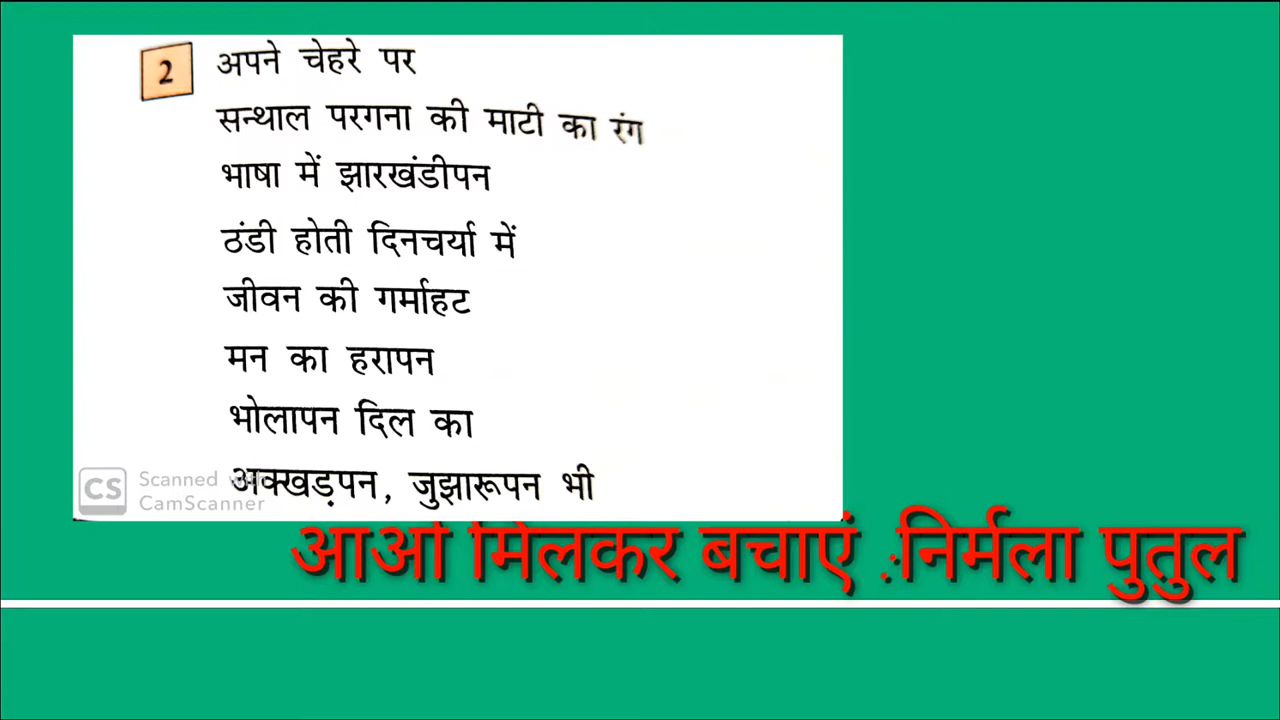 2 अपने चेहरे पर
सन्थाल परगना की माटी का रंग
भाषा में झारखंडीपन
ठंडी होती दिनचर्या में
जीवन की गर्माहट
मन का हरापन
भोलापन दिल का
अक्खड़पन, जुझारूपन भी
CS Scanned with CamScanner
आओ मिलकर बचाएं .:निर्मला पुतुल